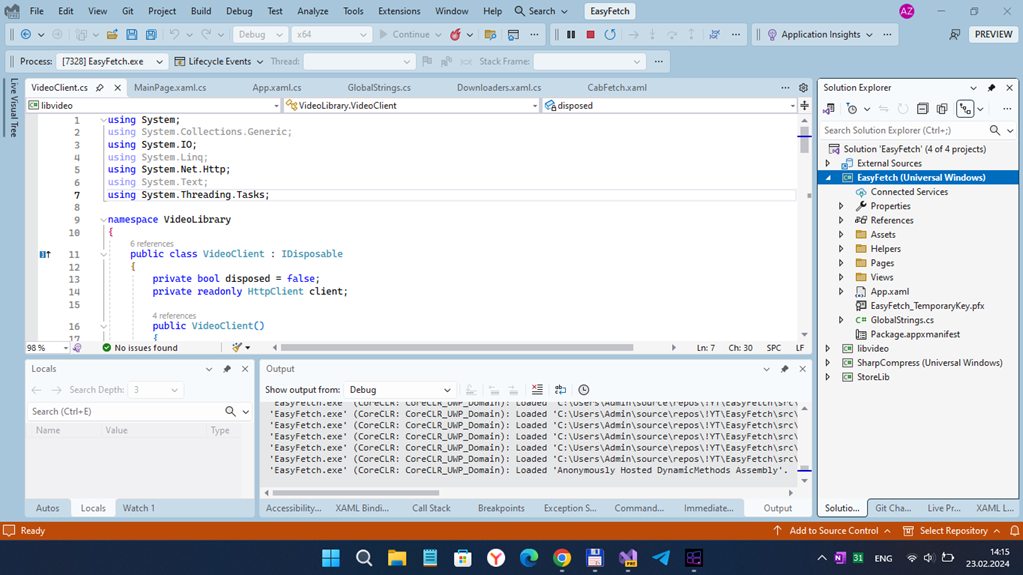 File Edit View Git Project Build Debug Test Analyze Tools Extensions Window Help Search EasyFetch AZ
Debug x64 Continue Application Insights PREVIEW
Process: [7328] EasyFetch.exe Lifecycle Events Thread: Stack Frame:
Live Visual Tree
VideoClient.cs MainPage.xaml.cs App.xaml.cs GlobalStrings.cs Downloaders.xaml.cs CabFetch.xaml
libvideo VideoLibrary.VideoClient disposed
1 using System;
2 using System.Collections.Generic;
3 using System.IO;
4 using System.Linq;
5 using System.Net.Http;
6 using System.Text;
7 using System.Threading.Tasks;
8
9 namespace VideoLibrary
10 {
6 references
11 public class VideoClient : IDisposable
12 {
13 private bool disposed = false;
14 private readonly HttpClient client;
15
4 references
16 public VideoClient()
17 {
98 % No issues found Ln: 7 Ch: 30 SPC LF
Solution Explorer
Search Solution Explorer (Ctrl+;)
Solution 'EasyFetch' (4 of 4 projects)
External Sources
EasyFetch (Universal Windows)
Connected Services
Properties
References
Assets
Helpers
Pages
Views
App.xaml
EasyFetch_TemporaryKey.pfx
C# GlobalStrings.cs
Package.appxmanifest
libvideo
SharpCompress (Universal Windows)
StoreLib
Solutio... Git Cha... Live Pr... XAML L...
Locals
Search Depth: 3
Search (Ctrl+E)
Name Value Type
Autos Locals Watch 1
Output
Show output from: Debug
'EasyFetch.exe' (CoreCLR: CoreCLR_UWP_Domain): Loaded 'C:\Users\Admin\source\repos\!YT\EasyFetch\src\
'EasyFetch.exe' (CoreCLR: CoreCLR_UWP_Domain): Loaded 'C:\Users\Admin\source\repos\!YT\EasyFetch\src\
'EasyFetch.exe' (CoreCLR: CoreCLR_UWP_Domain): Loaded 'C:\Users\Admin\source\repos\!YT\EasyFetch\src\
'EasyFetch.exe' (CoreCLR: CoreCLR_UWP_Domain): Loaded 'C:\Users\Admin\source\repos\!YT\EasyFetch\src\
'EasyFetch.exe' (CoreCLR: CoreCLR_UWP_Domain): Loaded 'C:\Users\Admin\source\repos\!YT\EasyFetch\src\
'EasyFetch.exe' (CoreCLR: CoreCLR_UWP_Domain): Loaded 'C:\Users\Admin\source\repos\!YT\EasyFetch\src\
'EasyFetch.exe' (CoreCLR: CoreCLR_UWP_Domain): Loaded 'Anonymously Hosted DynamicMethods Assembly'.
Accessibility... XAML Bindi... Call Stack Breakpoints Exception S... Command... Immediate... Output
Ready Add to Source Control Select Repository
31 ENG 14:15
23.02.2024